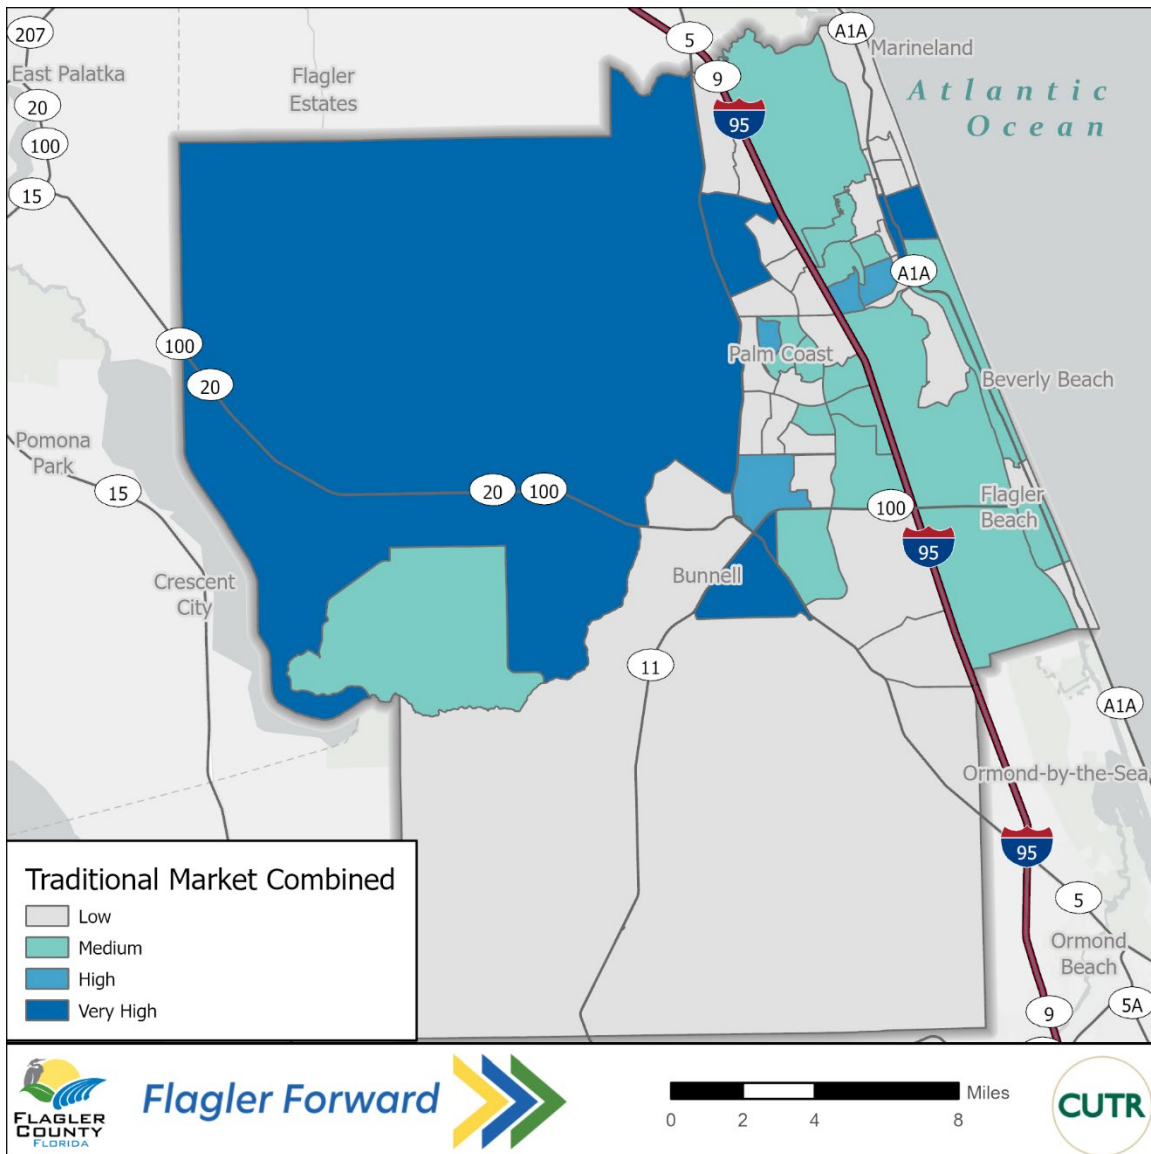 207
East Palatka
20
100
15
Flagler
Estates
5
9
95
A1A
Marineland
Atlantic
Ocean
A1A
100
20
Palm Coast
Beverly Beach
Pomona
Park
15
20
100
100
Flagler
Beach
95
Crescent
City
Bunnell
11
A1A
Ormond-by-the-Sea
95
5
Ormond
Beach
9
5A
Traditional Market Combined
Low
Medium
High
Very High
FLAGLER
COUNTY
FLORIDA
Flagler Forward
Miles
0 2 4 8
CUTR